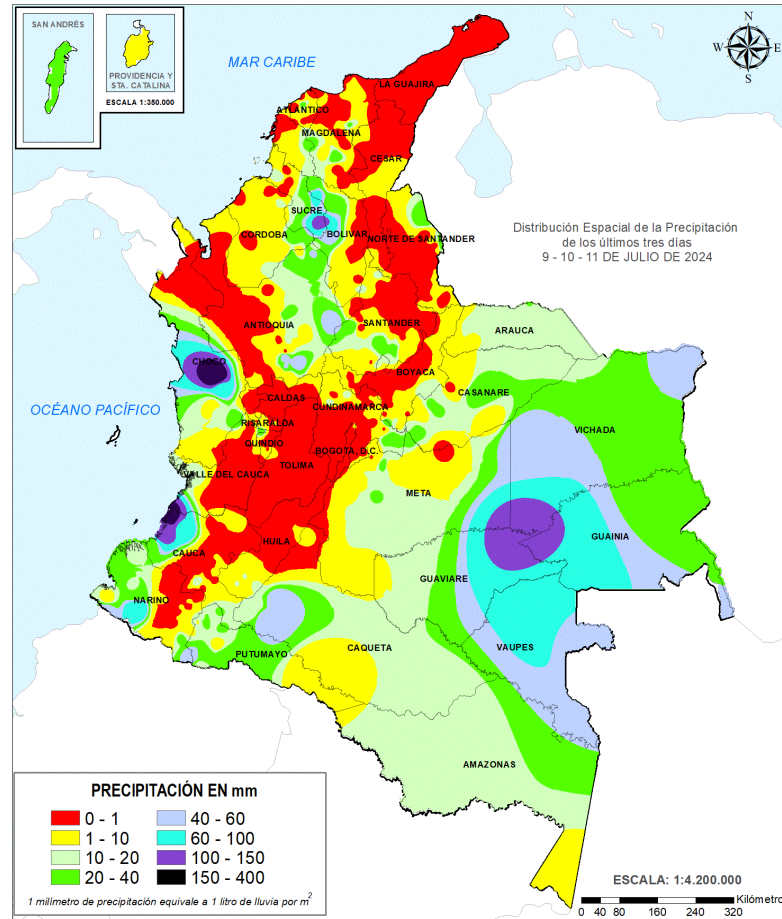 SAN ANDRÉS
PROVIDENCIA Y
STA. CATALINA
ESCALA 1:350.000
MAR CARIBE
N
W
E
S
LA GUAJIRA
ATLANTICO
MAGDALENA
CESAR
SUCRE
CORDOBA
BOLIVAR
NORTE DE SANTANDER
Distribución Espacial de la Precipitación
de los últimos tres días
9 - 10 - 11 DE JULIO DE 2024
ANTIOQUIA
SANTANDER
ARAUCA
CHOCO
BOYACA
CASANARE
OCÉANO PACÍFICO
CALDAS
CUNDINAMARCA
RISARALDA
VICHADA
QUINDIO
BOGOTA, D.C.
TOLIMA
VALLE DEL CAUCA
META
GUAINIA
HUILA
CAUCA
GUAVIARE
NARIÑO
PUTUMAYO
CAQUETA
VAUPES
AMAZONAS
PRECIPITACIÓN EN mm
0 - 1
40 - 60
1 - 10
60 - 100
10 - 20
100 - 150
20 - 40
150 - 400
1 milímetro de precipitación equivale a 1 litro de lluvia por m²
ESCALA: 1:4.200.000
Kilómetro
0 40 80 160 240 320